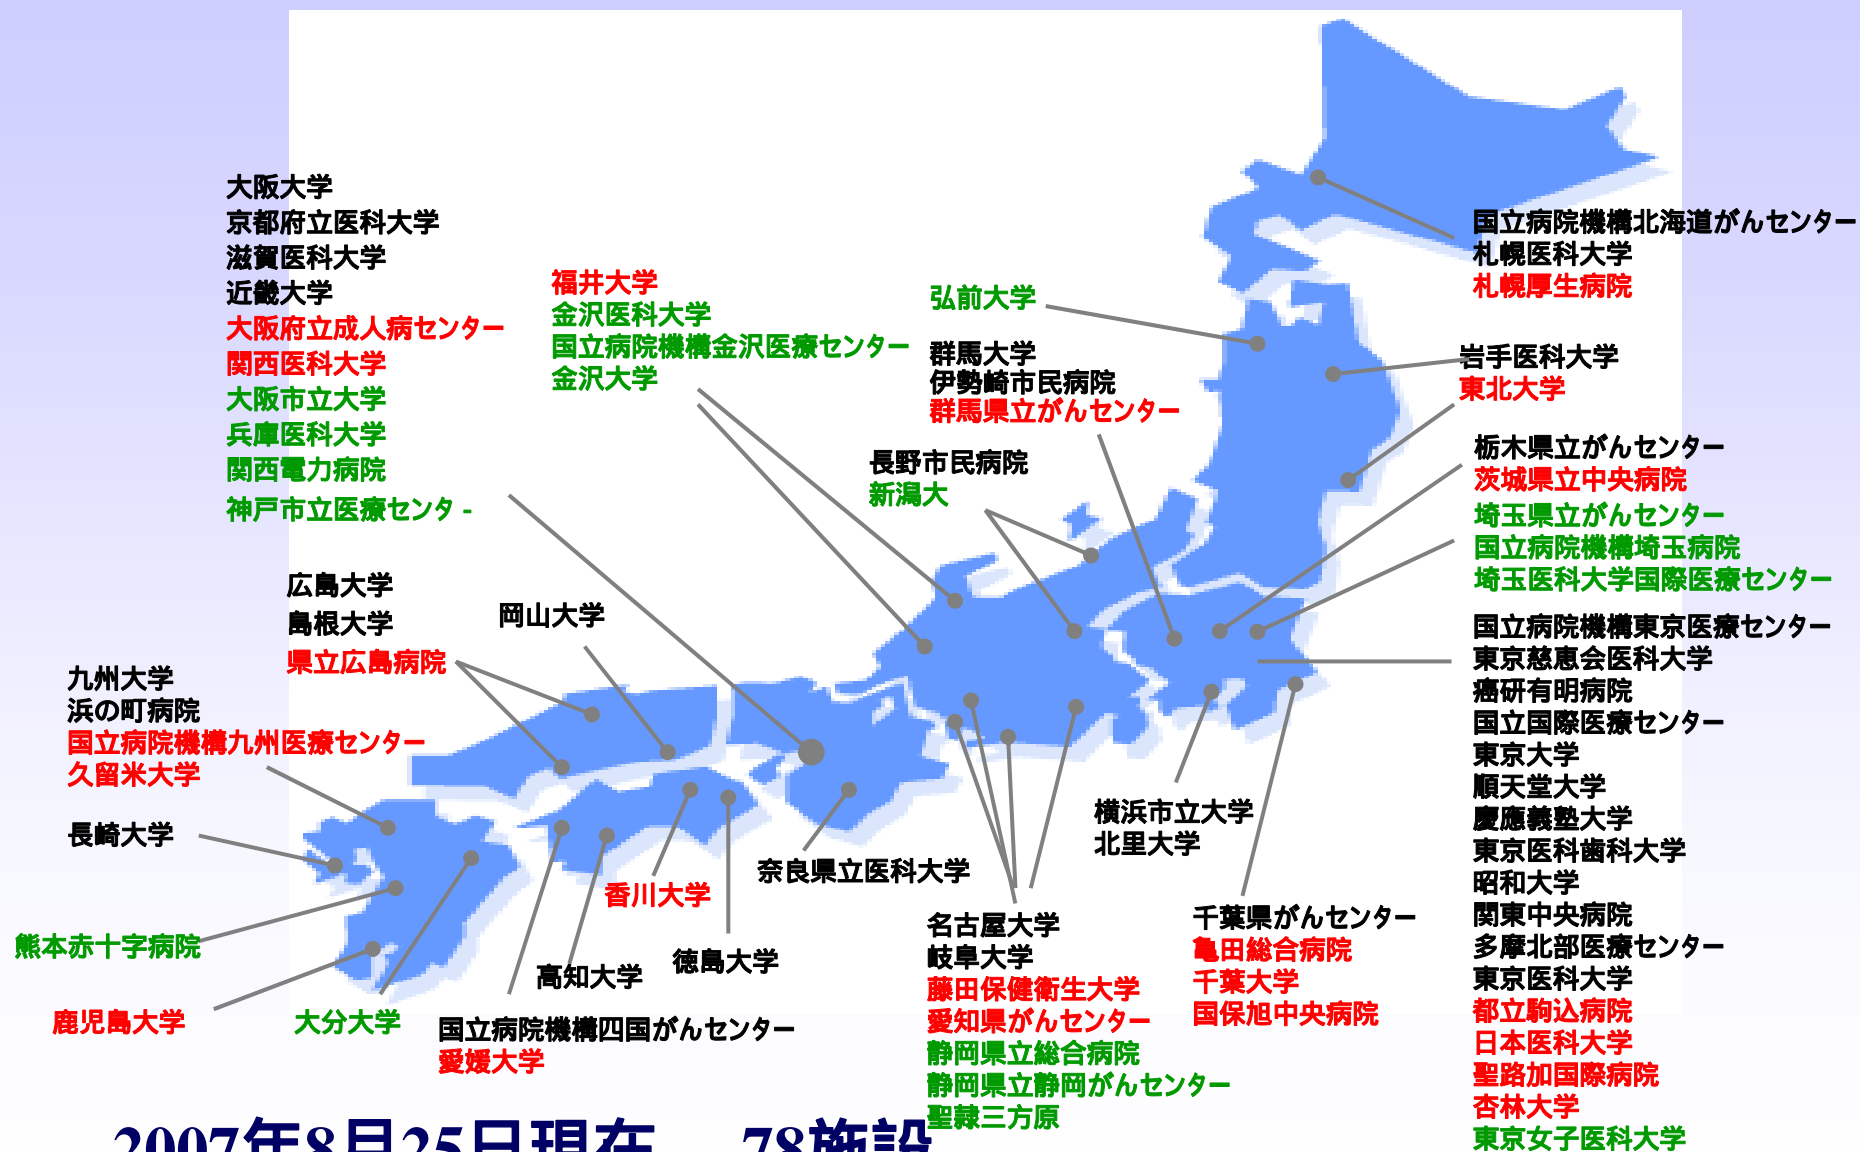 大阪大学
京都府立医科大学
滋賀医科大学
近畿大学
大阪府立成人病センター
関西医科大学
大阪市立大学
兵庫医科大学
関西電力病院
神戸市立医療センタ -
福井大学
金沢医科大学
国立病院機構金沢医療センター
金沢大学
弘前大学
群馬大学
伊勢崎市民病院
群馬県立がんセンター
長野市民病院
新潟大
国立病院機構北海道がんセンター
札幌医科大学
札幌厚生病院
岩手医科大学
東北大学
栃木県立がんセンター
茨城県立中央病院
埼玉県立がんセンター
国立病院機構埼玉病院
埼玉医科大学国際医療センター
国立病院機構東京医療センター
東京慈恵会医科大学
癌研有明病院
国立国際医療センター
東京大学
順天堂大学
慶應義塾大学
東京医科歯科大学
昭和大学
関東中央病院
多摩北部医療センター
東京医科大学
都立駒込病院
日本医科大学
聖路加国際病院
杏林大学
東京女子医科大学
広島大学
島根大学
県立広島病院
岡山大学
九州大学
浜の町病院
国立病院機構九州医療センター
久留米大学
長崎大学
熊本赤十字病院
鹿児島大学
大分大学
国立病院機構四国がんセンター
愛媛大学
高知大学
香川大学
徳島大学
奈良県立医科大学
名古屋大学
岐阜大学
藤田保健衛生大学
愛知県がんセンター
静岡県立総合病院
静岡県立静岡がんセンター
聖隷三方原
横浜市立大学
北里大学
千葉県がんセンター
亀田総合病院
千葉大学
国保旭中央病院
2007年8月25日現在 78施設